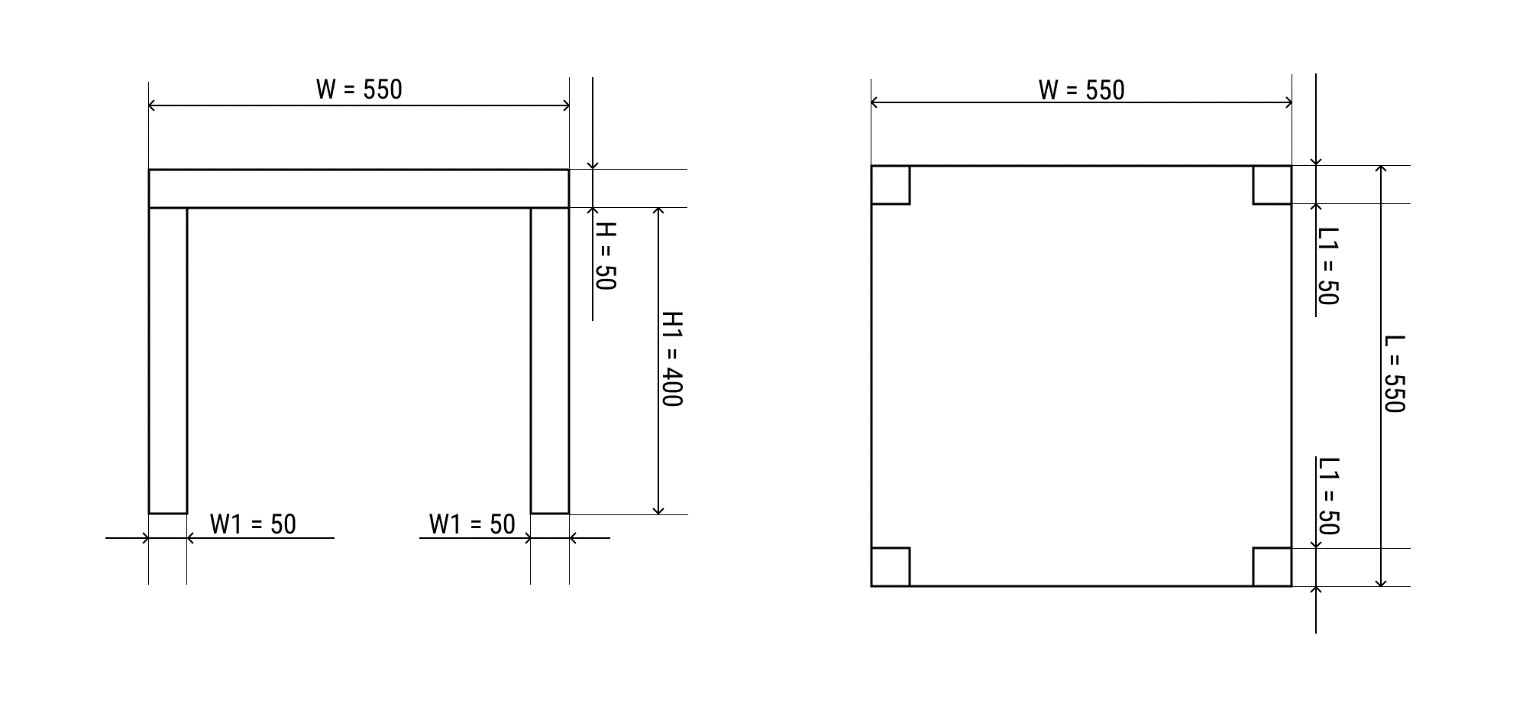 W = 550
H = 50
H1 = 400
W1 = 50
W1 = 50
W = 550
L1 = 50
L = 550
L1 = 50